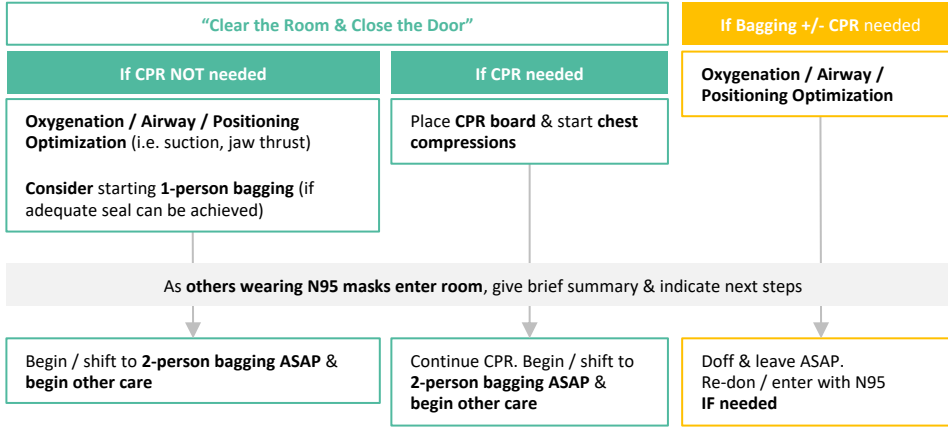 “Clear the Room & Close the Door”
If Bagging +/- CPR needed
If CPR NOT needed
If CPR needed
Oxygenation / Airway / Positioning
Optimization (i.e. suction, jaw thrust)
Consider starting 1-person bagging (if
adequate seal can be achieved)
Place CPR board & start chest
compressions
Oxygenation / Airway /
Positioning Optimization
As others wearing N95 masks enter room, give brief summary & indicate next steps
Begin / shift to 2-person bagging ASAP &
begin other care
Continue CPR. Begin / shift to
2-person bagging ASAP &
begin other care
Doff & leave ASAP.
Re-don / enter with N95
IF needed